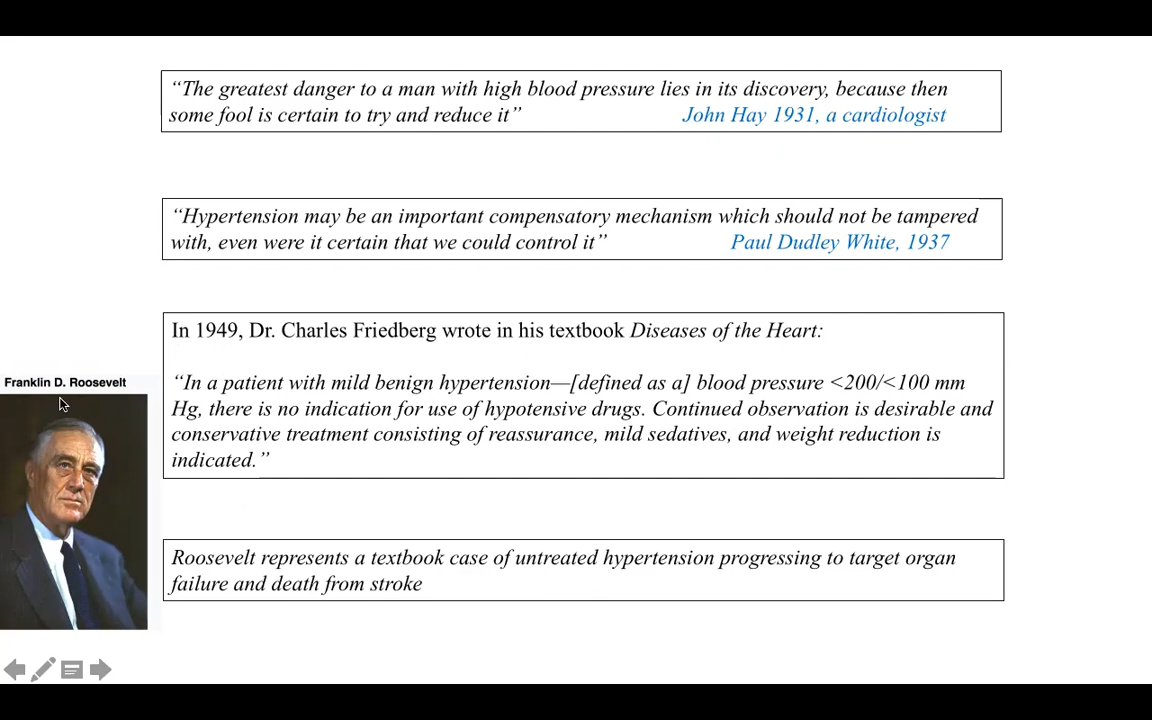 “The greatest danger to a man with high blood pressure lies in its discovery, because then
some fool is certain to try and reduce it” John Hay 1931, a cardiologist
“Hypertension may be an important compensatory mechanism which should not be tampered
with, even were it certain that we could control it” Paul Dudley White, 1937
In 1949, Dr. Charles Friedberg wrote in his textbook Diseases of the Heart:
“In a patient with mild benign hypertension—[defined as a] blood pressure <200/<100 mm
Hg, there is no indication for use of hypotensive drugs. Continued observation is desirable and
conservative treatment consisting of reassurance, mild sedatives, and weight reduction is
indicated.”
Franklin D. Roosevelt
Roosevelt represents a textbook case of untreated hypertension progressing to target organ
failure and death from stroke